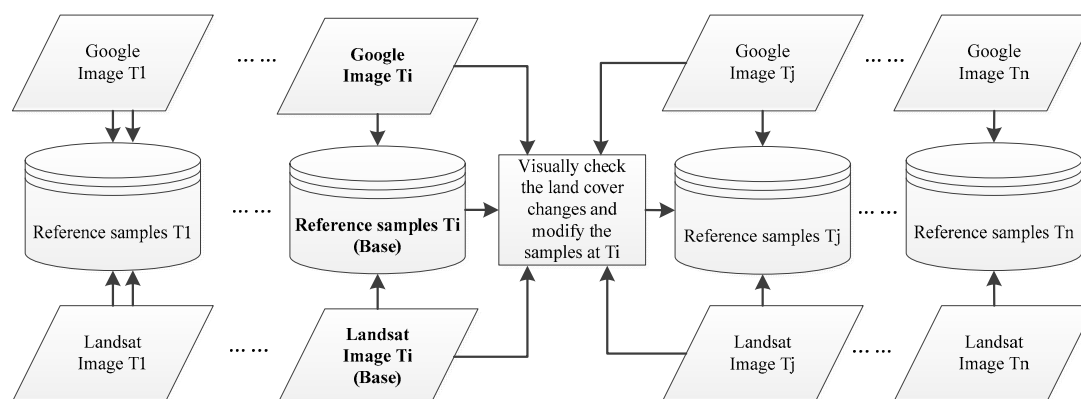 Google
Image T1
... ...
Google
Image Ti
Google
Image Tj
... ...
Google
Image Tn
Reference samples T1
... ...
Reference samples Ti
(Base)
Visually check
the land cover
changes and
modify the
samples at Ti
Reference samples Tj
... ...
Reference samples Tn
Landsat
Image T1
... ...
Landsat
Image Ti
(Base)
Landsat
Image Tj
... ...
Landsat
Image Tn